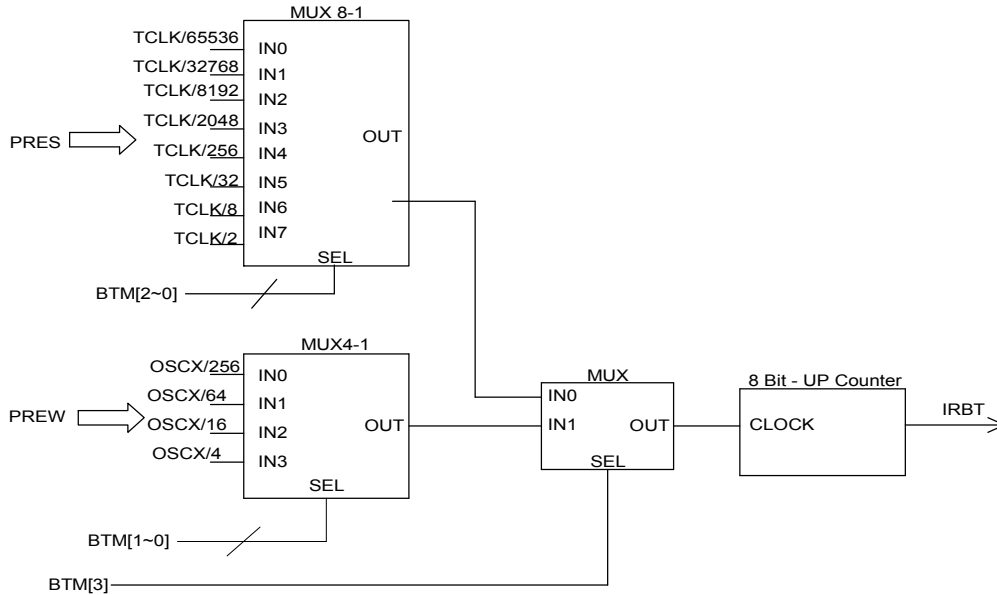 MUX 8-1
TCLK/65536
IN0
TCLK/32768
IN1
TCLK/8192
IN2
TCLK/2048
IN3
PRES
OUT
TCLK/256
IN4
TCLK/32
IN5
TCLK/8
IN6
TCLK/2
IN7
SEL
BTM[2~0]
MUX4-1
OSCX/256
IN0
OSCX/64
IN1
PREW
OSCX/16
IN2
OUT
OSCX/4
IN3
SEL
BTM[1~0]
MUX
IN0
IN1
OUT
SEL
8 Bit - UP Counter
CLOCK
IRBT
BTM[3]